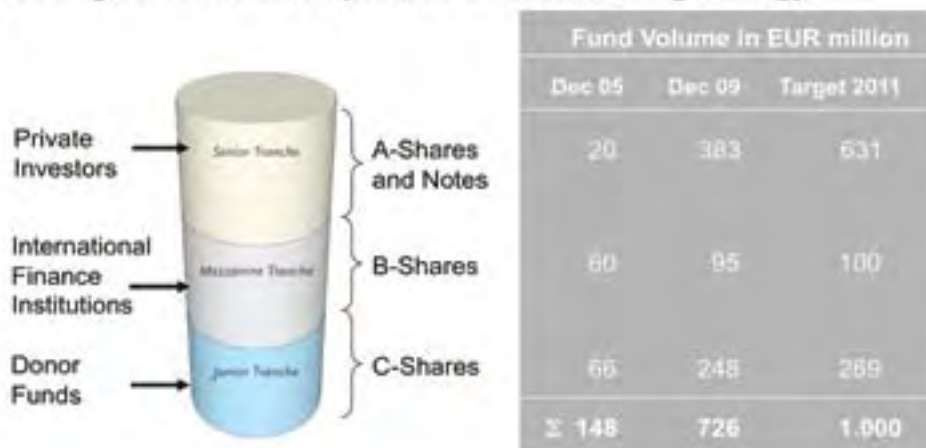 Fund Volume in EUR million
Dec 05 Dec 09 Target 2011
Private
Investors
Senior Tranche
A-Shares
and Notes
20 383 631
International
Finance
Institutions
Mezzanine Tranche
B-Shares
60 95 100
Donor
Funds
Junior Tranche
C-Shares
66 248 269
Σ 148 726 1.000